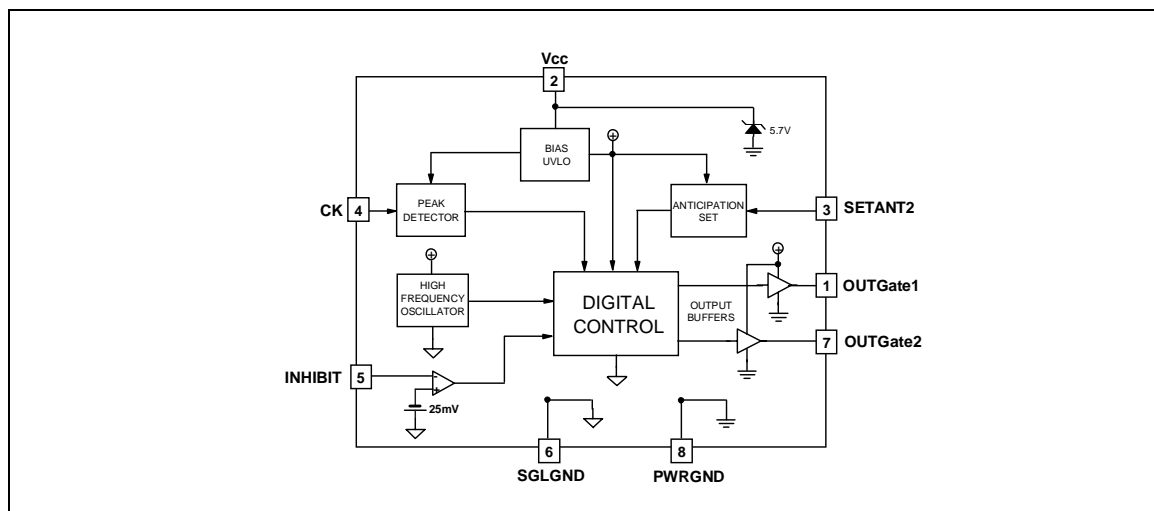 Vcc
2
5.7V
BIAS
UVLO
CK
4
PEAK
DETECTOR
ANTICIPATION
SET
3
SETANT2
HIGH
FREQUENCY
OSCILLATOR
DIGITAL
CONTROL
OUTPUT
BUFFERS
1
OUTGate1
7
OUTGate2
INHIBIT
5
-
+
25mV
6
SGLGND
8
PWRGND